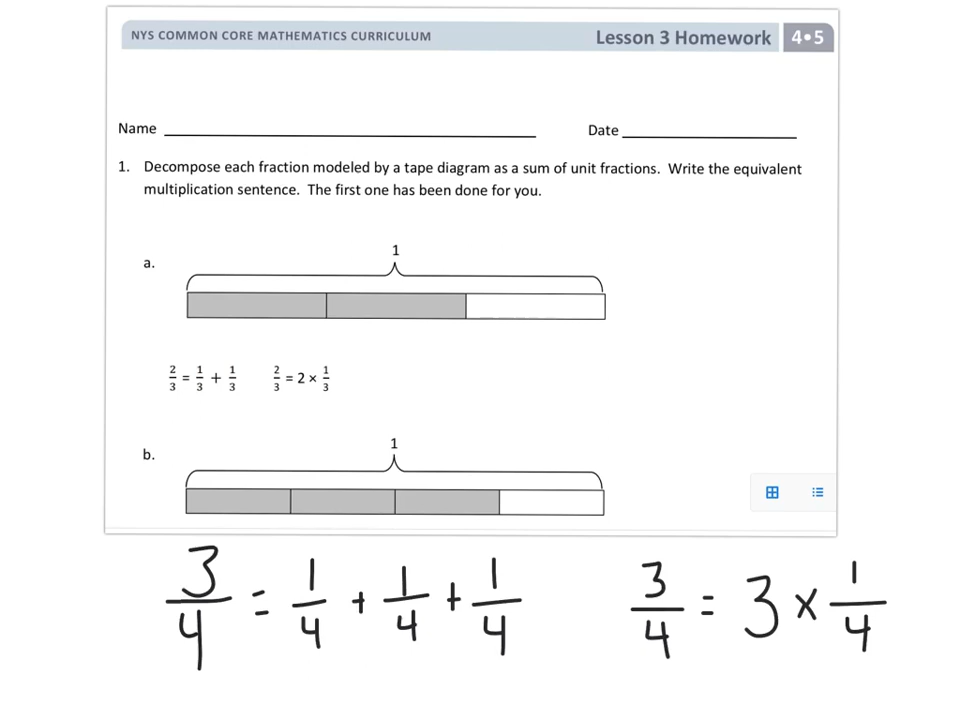 NYS COMMON CORE MATHEMATICS CURRICULUM Lesson 3 Homework 4•5
Name ____ Date ____
1. Decompose each fraction modeled by a tape diagram as a sum of unit fractions. Write the equivalent
multiplication sentence. The first one has been done for you.
1
a.
2/3 = 1/3 + 1/3 2/3 = 2 × 1/3
1
b.
3/4 = 1/4 + 1/4 + 1/4 3/4 = 3 × 1/4